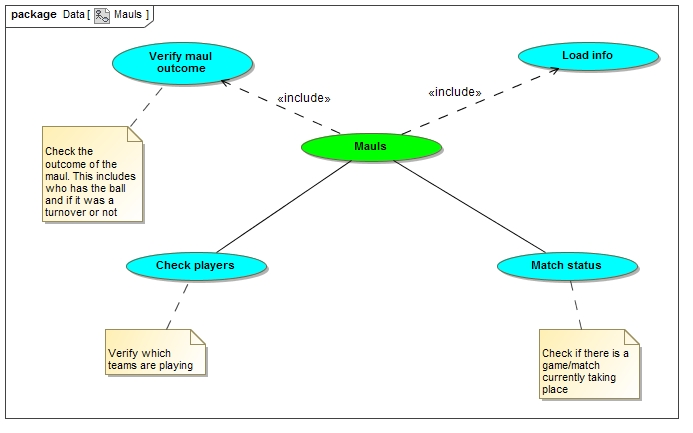 package Data [ Mauls ]
Verify maul
outcome
Load info
«include»
«include»
Mauls
Check the
outcome of the
maul. This includes
who has the ball
and if it was a
turnover or not
Check players
Match status
Verify which
teams are playing
Check if there is a
game/match
currently taking
place